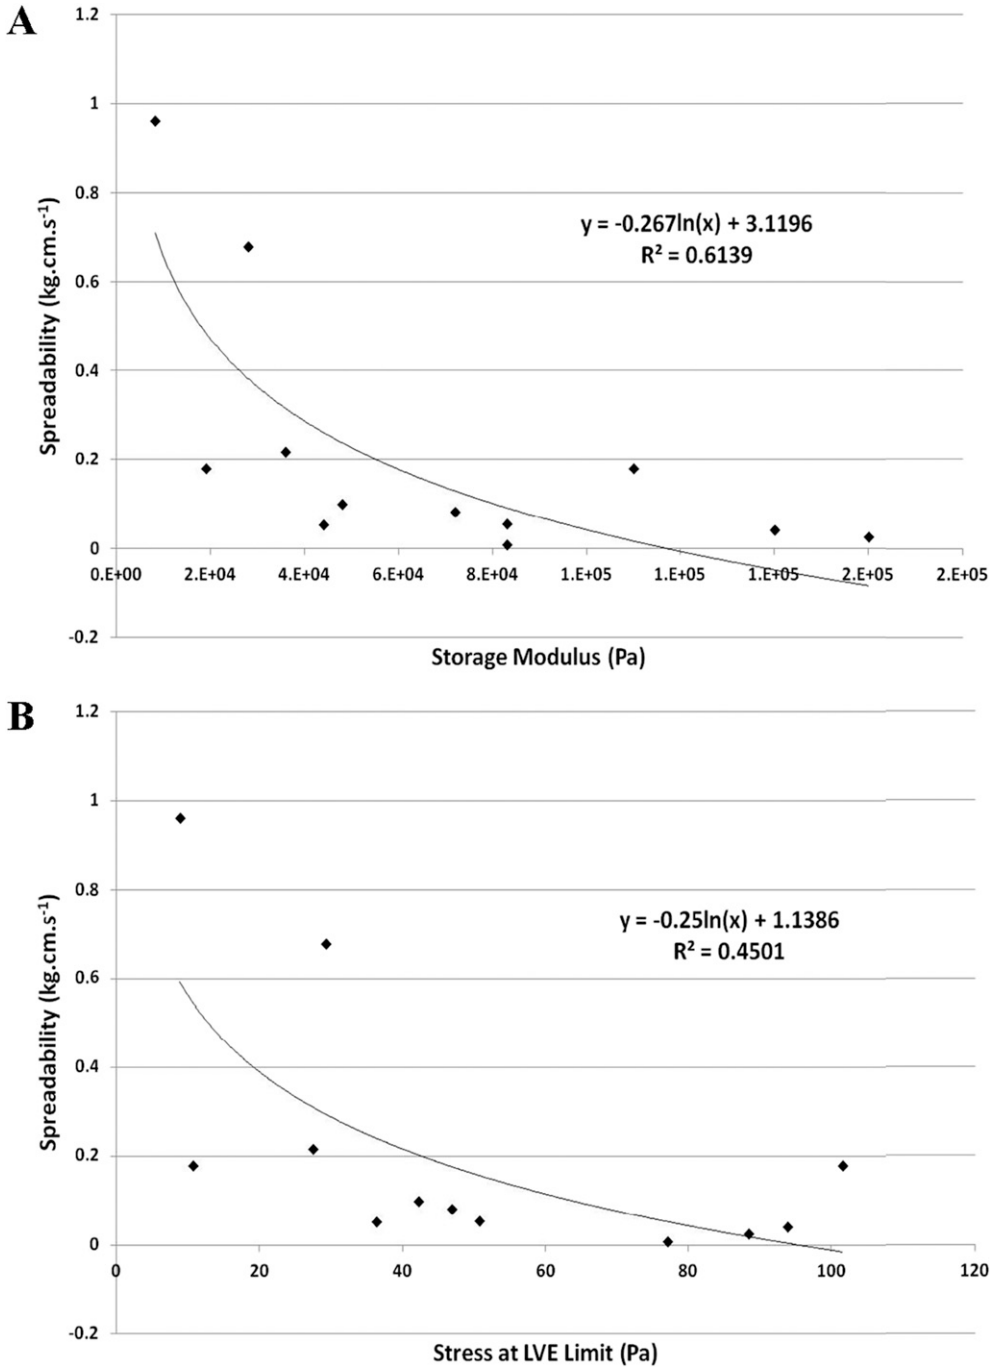 A
1.2
1
0.8
0.6
0.4
0.2
0
-0.2
Spreadability (kg.cm.s-1)
y = -0.267ln(x) + 3.1196
R² = 0.6139
0.E+00 2.E+04 4.E+04 6.E+04 8.E+04 1.E+05 1.E+05 1.E+05 2.E+05 2.E+05
Storage Modulus (Pa)
B
1.2
1
0.8
0.6
0.4
0.2
0
-0.2
Spreadability (kg.cm.s-1)
y = -0.25ln(x) + 1.1386
R² = 0.4501
0 20 40 60 80 100 120
Stress at LVE Limit (Pa)